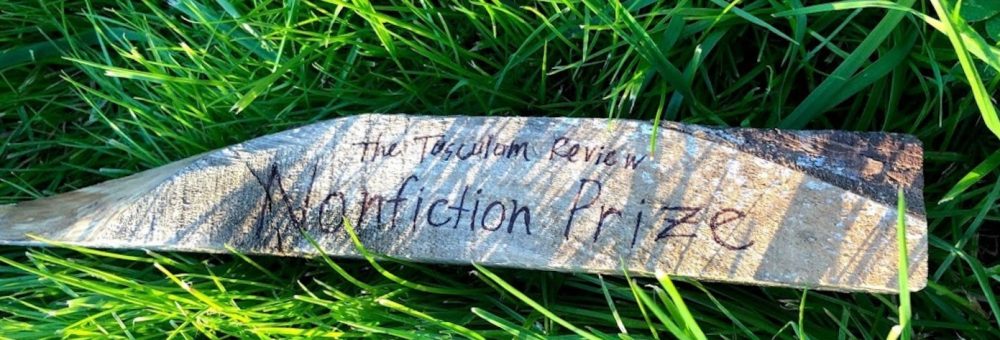 the Tusculum Review
Nonfiction Prize